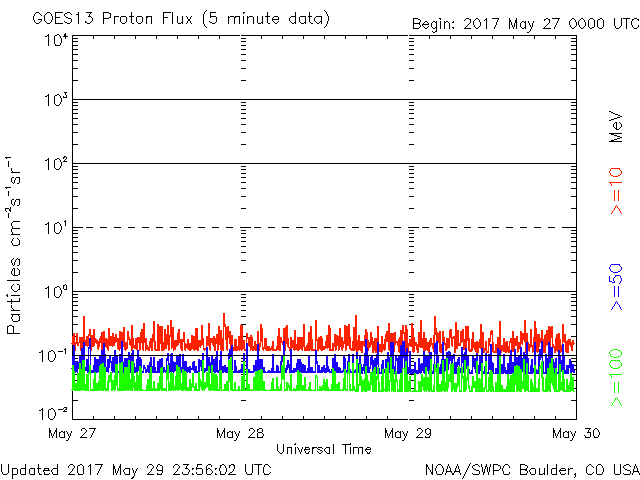 GOES13 Proton Flux (5 minute data)
Begin: 2017 May 27 0000 UTC
10⁴
10³
10²
10¹
10⁰
10⁻¹
10⁻²
Particles cm⁻²s⁻¹sr⁻¹
MeV
>=10
>=50
>=100
May 27
May 28
May 29
May 30
Universal Time
Updated 2017 May 29 23:56:02 UTC
NOAA/SWPC Boulder, CO USA